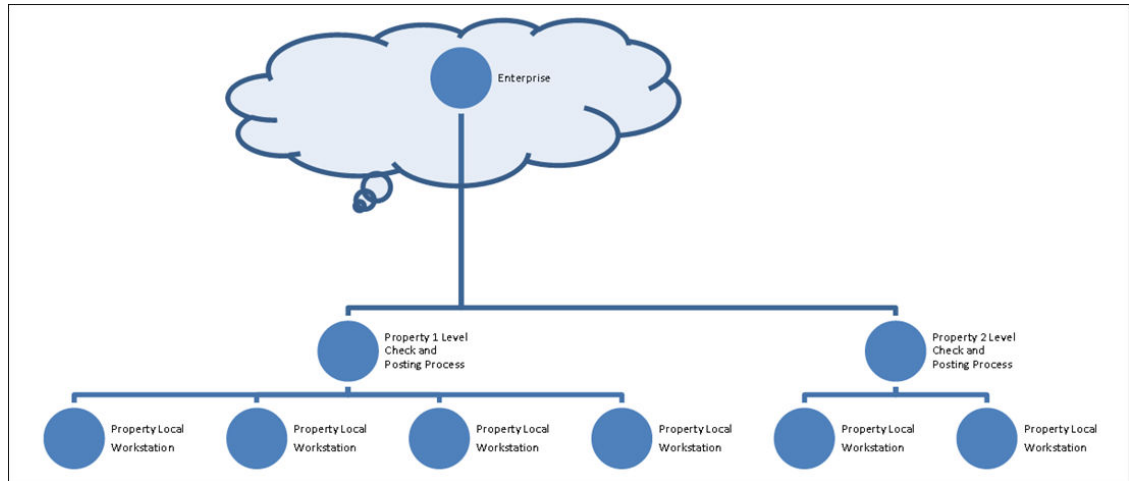 Enterprise
Property 1 Level
Check and
Posting Process
Property 2 Level
Check and
Posting Process
Property Local
Workstation
Property Local
Workstation
Property Local
Workstation
Property Local
Workstation
Property Local
Workstation
Property Local
Workstation